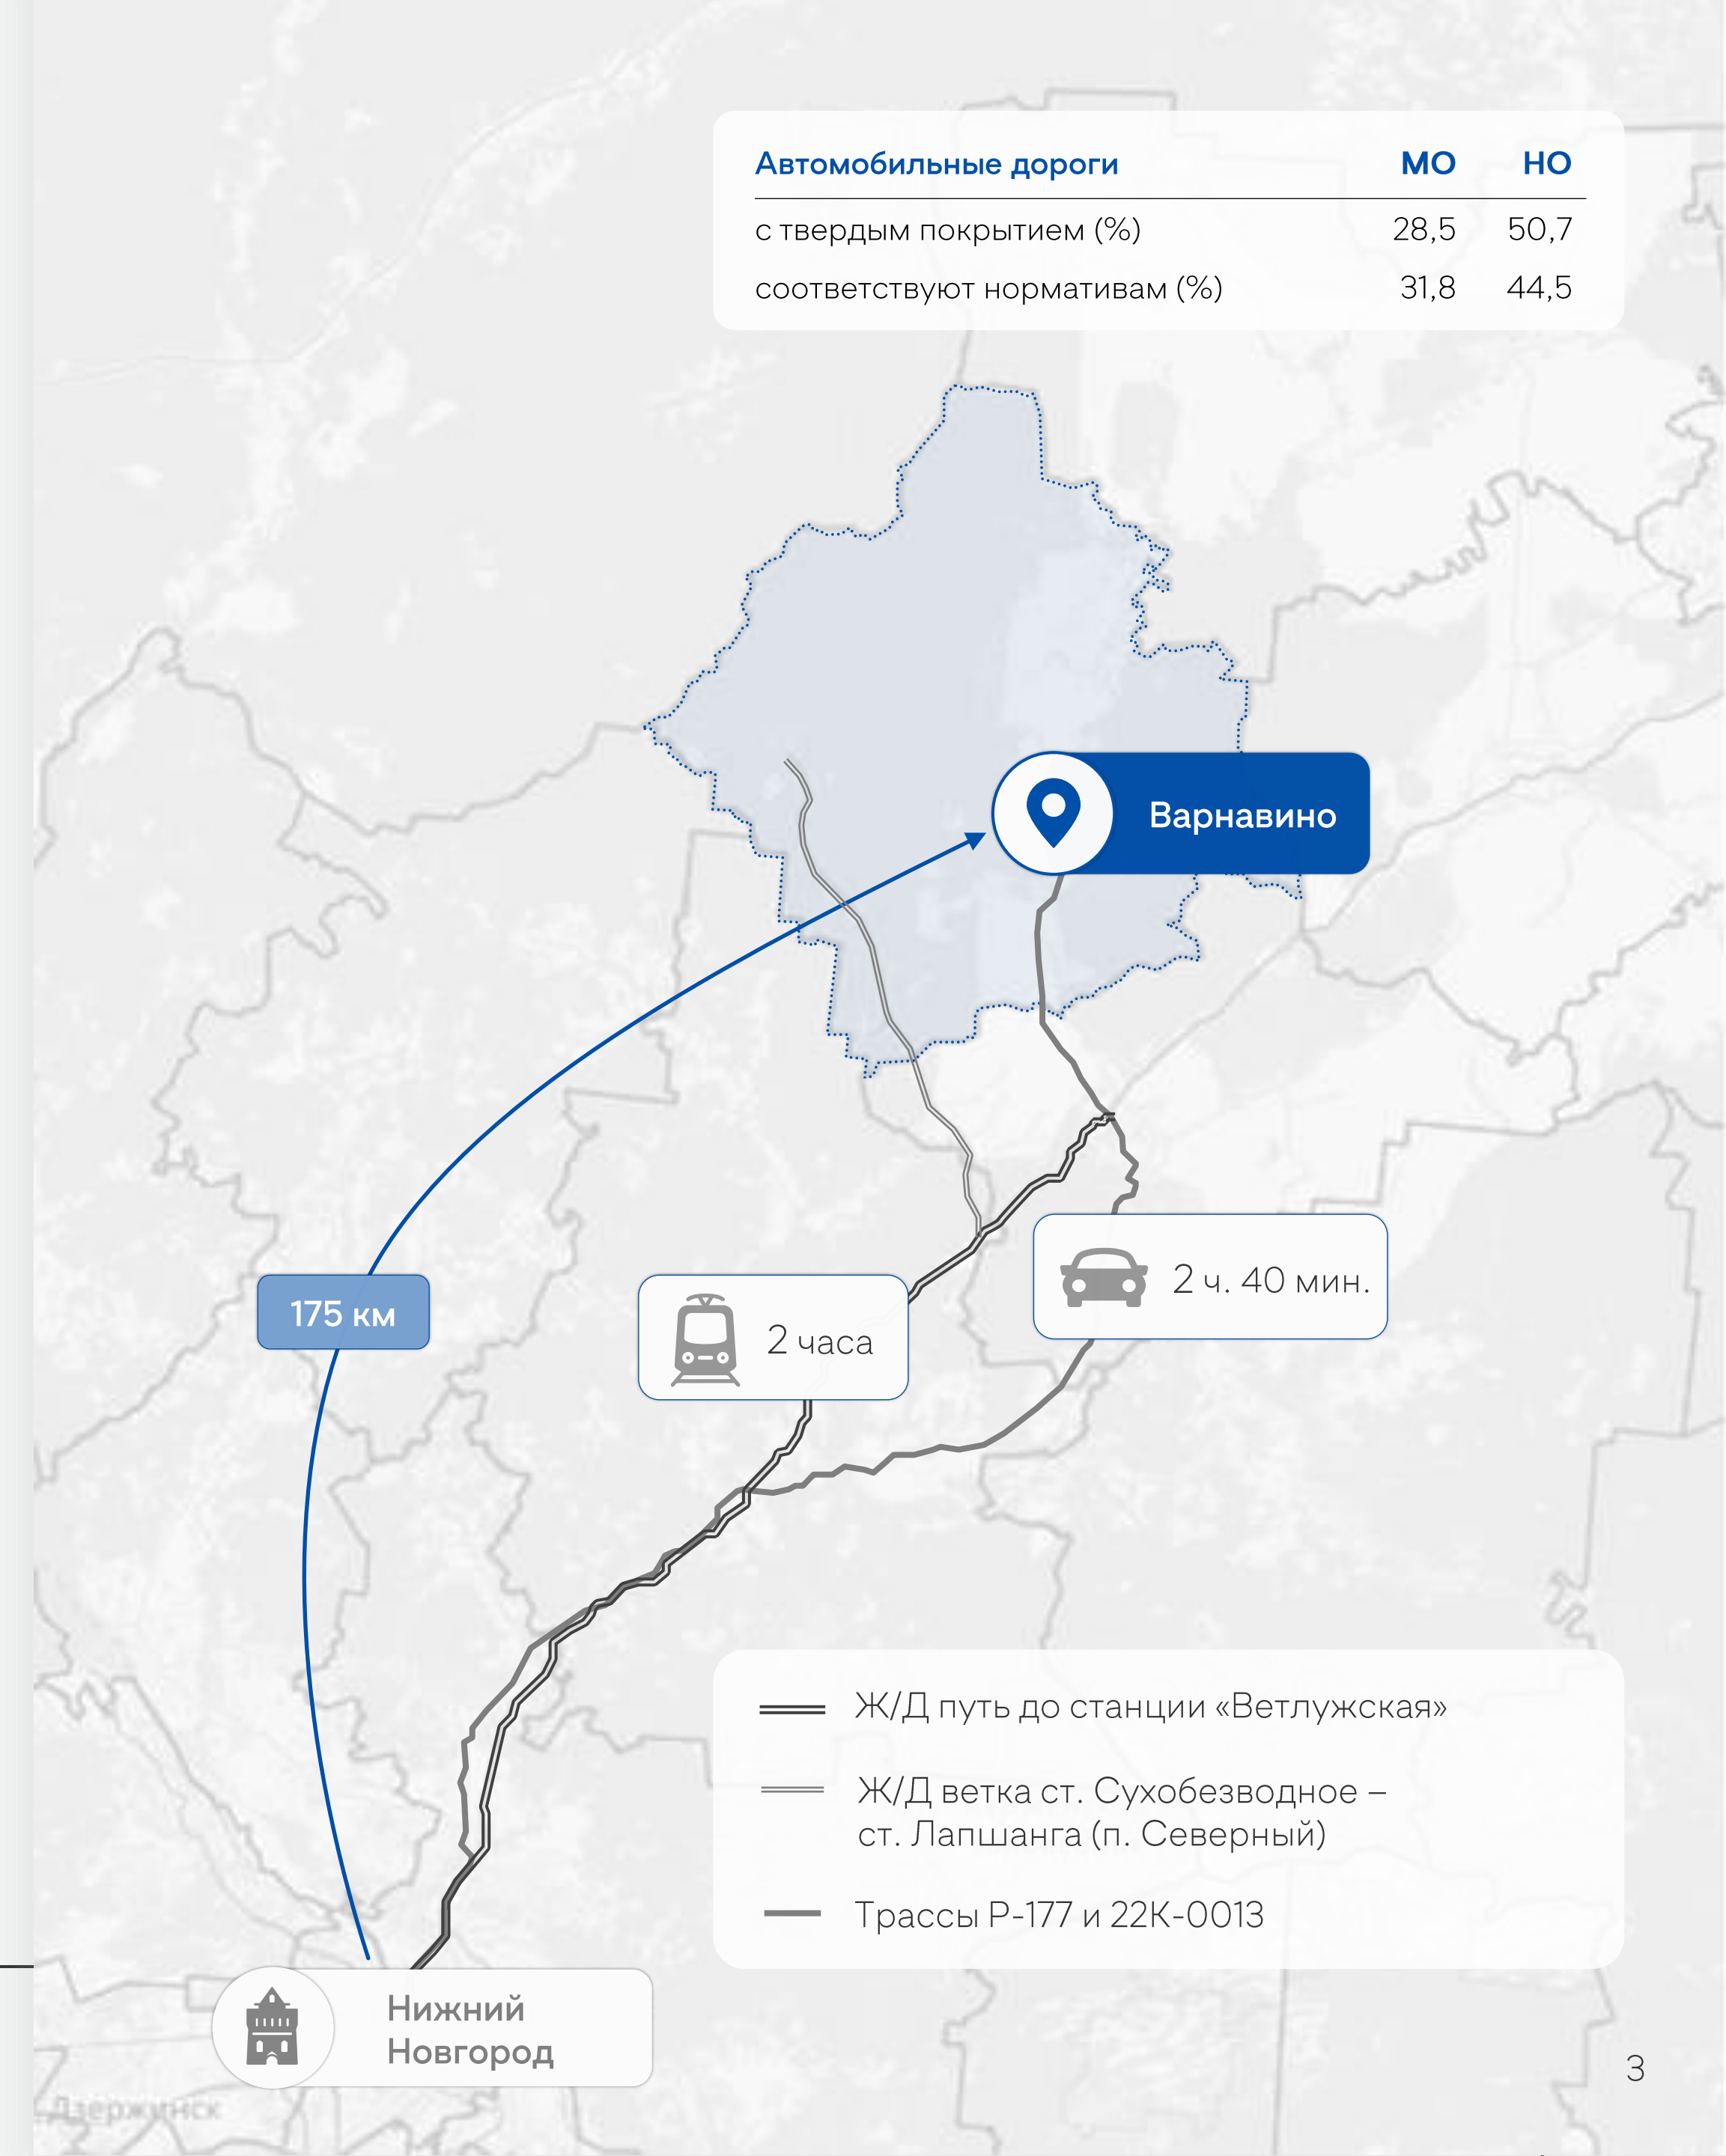 Автомобильные дороги МО НО
с твердым покрытием (%) 28,5 50,7
соответствуют нормативам (%) 31,8 44,5
Варнавино
175 км
2 часа
2 ч. 40 мин.
Ж/Д путь до станции «Ветлужская»
Ж/Д ветка ст. Сухобезводное –
ст. Лапшанга (п. Северный)
Трассы Р-177 и 22К-0013
Нижний
Новгород
3
Дзержинск